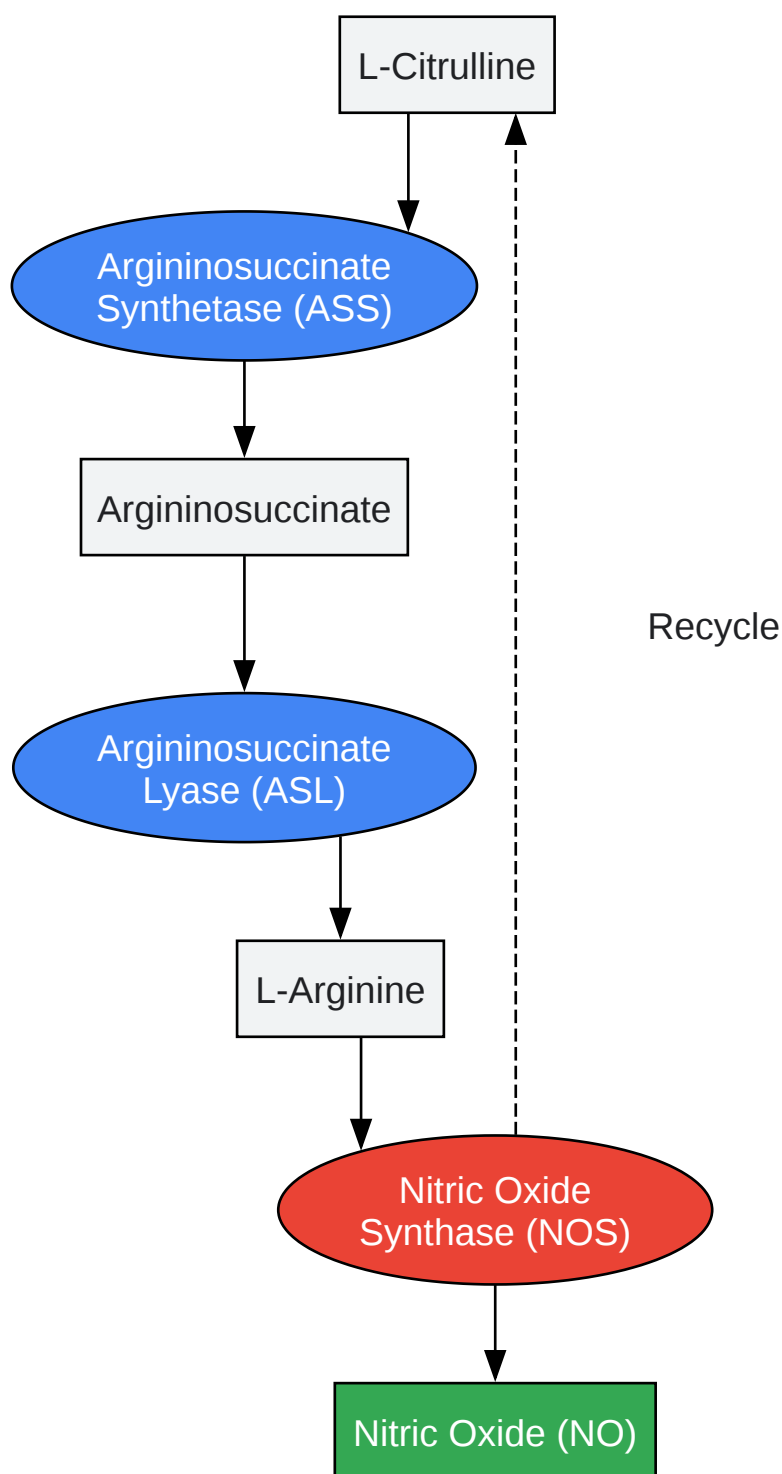 L-Citrulline
Argininosuccinate
Synthetase (ASS)
Argininosuccinate
Recycle
Argininosuccinate
Lyase (ASL)
L-Arginine
Nitric Oxide
Synthase (NOS)
Nitric Oxide (NO)